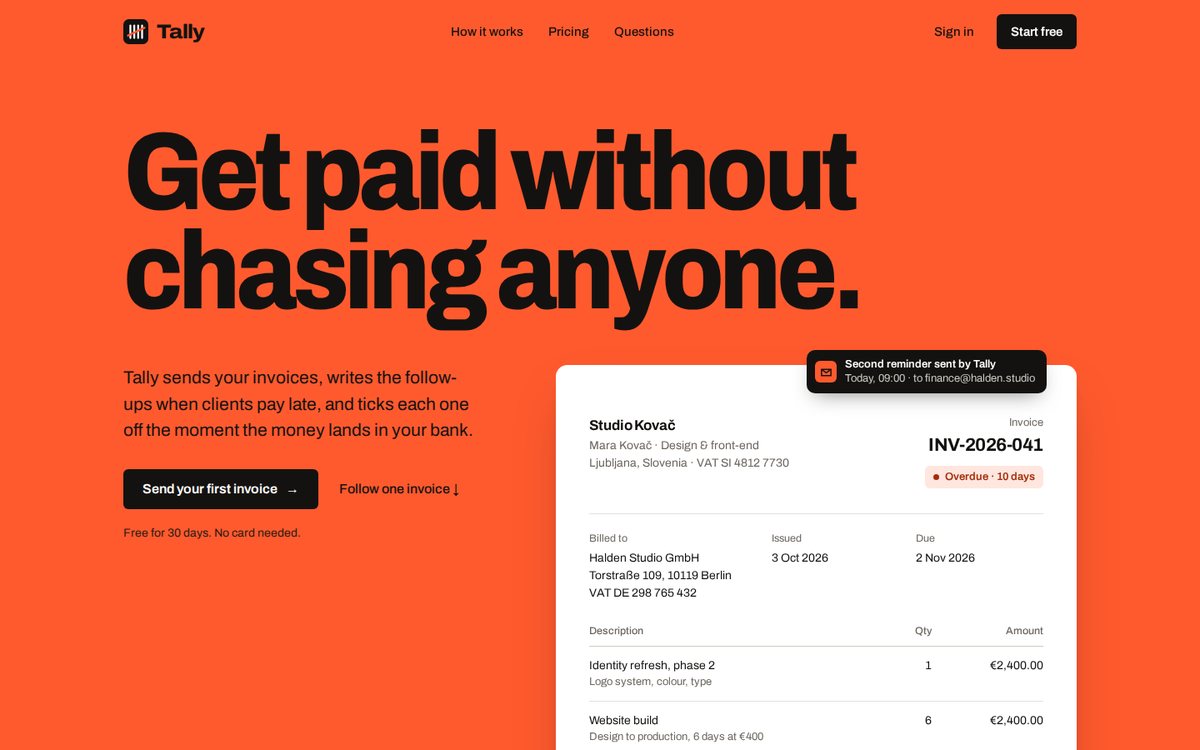 Tally
How it works
Pricing
Questions
Sign in
Start free
Get paid without
chasing anyone.
Tally sends your invoices, writes the follow-
ups when clients pay late, and ticks each one
off the moment the money lands in your bank.
Send your first invoice →
Follow one invoice ↓
Free for 30 days. No card needed.
Second reminder sent by Tally
Today, 09:00 · to finance@halden.studio
Studio Kovač
Mara Kovač · Design & front-end
Ljubljana, Slovenia · VAT SI 4812 7730
Invoice
INV-2026-041
Overdue · 10 days
Billed to
Halden Studio GmbH
Torstraße 109, 10119 Berlin
VAT DE 298 765 432
Issued
3 Oct 2026
Due
2 Nov 2026
Description Qty Amount
Identity refresh, phase 2 1 €2,400.00
Logo system, colour, type
Website build 6 €2,400.00
Design to production, 6 days at €400